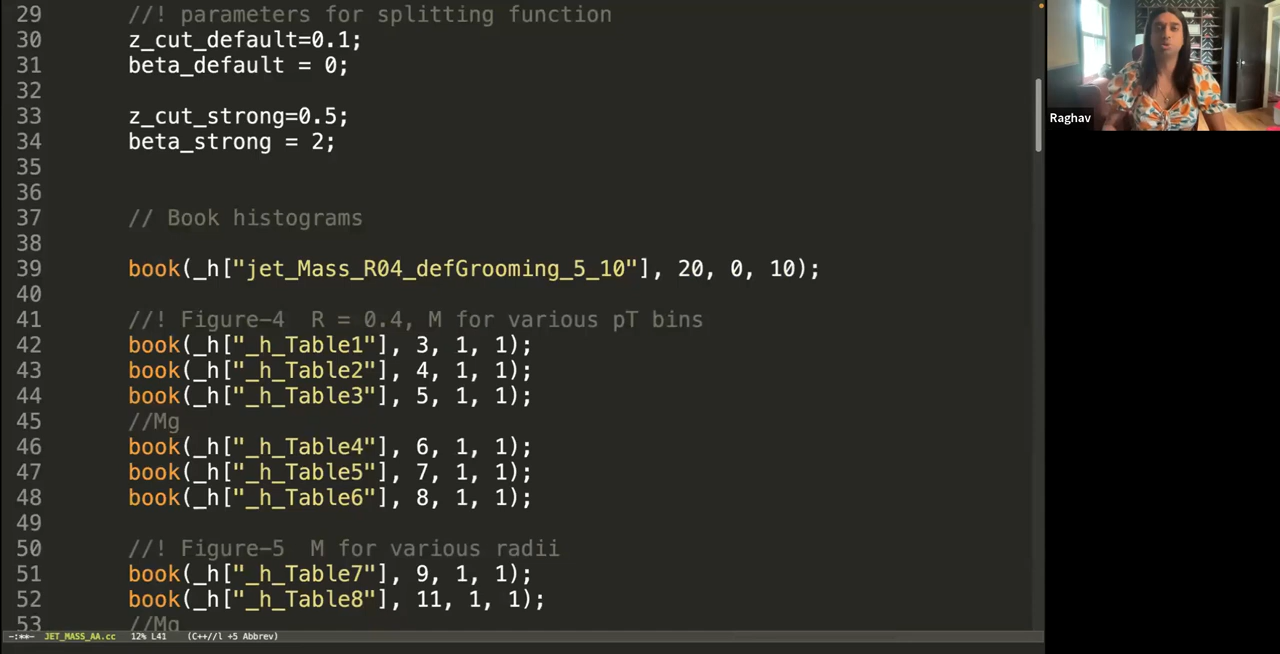 29 //! parameters for splitting function
30 z_cut_default=0.1;
31 beta_default = 0;
32
33 z_cut_strong=0.5;
34 beta_strong = 2;
35
36
37 // Book histograms
38
39 book(_h["jet_Mass_R04_defGrooming_5_10"], 20, 0, 10);
40
41 //! Figure-4  R = 0.4, M for various pT bins
42 book(_h["_h_Table1"], 3, 1, 1);
43 book(_h["_h_Table2"], 4, 1, 1);
44 book(_h["_h_Table3"], 5, 1, 1);
45 //Mg
46 book(_h["_h_Table4"], 6, 1, 1);
47 book(_h["_h_Table5"], 7, 1, 1);
48 book(_h["_h_Table6"], 8, 1, 1);
49
50 //! Figure-5  M for various radii
51 book(_h["_h_Table7"], 9, 1, 1);
52 book(_h["_h_Table8"], 11, 1, 1);
53 //Mg
-:**- JET_MASS_AA.cc 12% L41 (C++//l +5 Abbrev)
Raghav